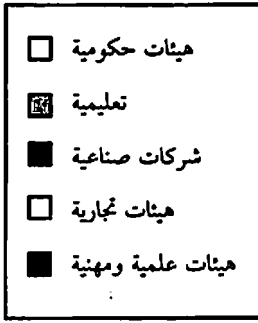 هيئات حكومية
تعليمية
شركات صناعية
هيئات تجارية
هيئات علمية ومهنية